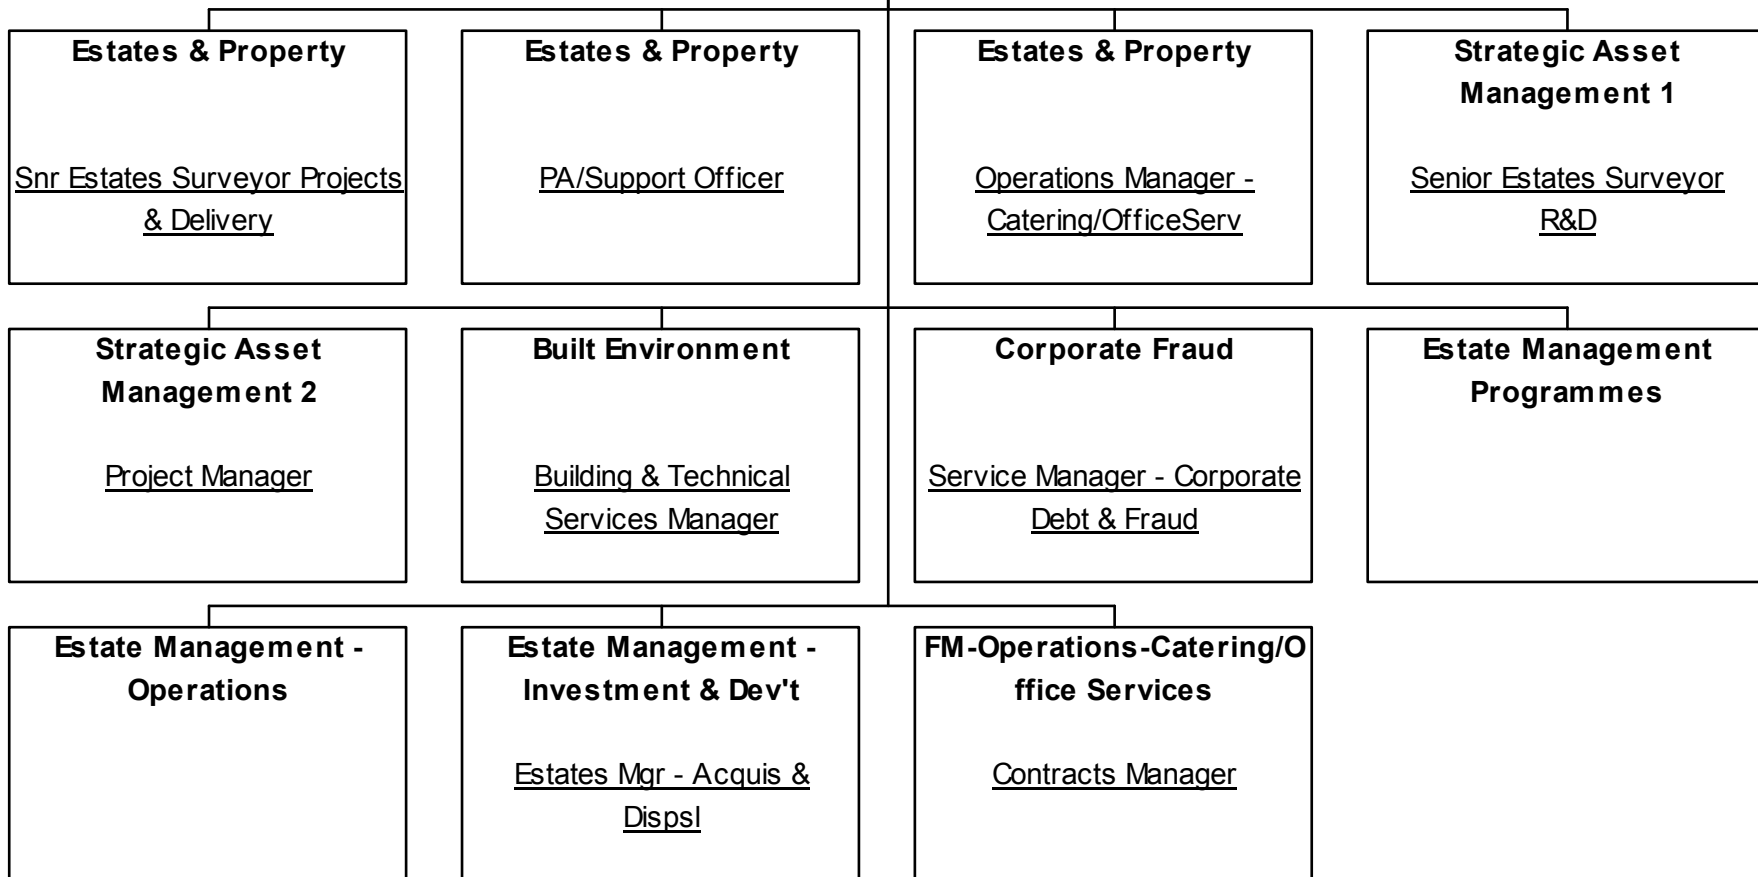 Estates & Property
Snr Estates Surveyor Projects
& Delivery
Estates & Property
PA/Support Officer
Estates & Property
Operations Manager -
Catering/OfficeServ
Strategic Asset
Management 1
Senior Estates Surveyor
R&D
Strategic Asset
Management 2
Project Manager
Built Environment
Building & Technical
Services Manager
Corporate Fraud
Service Manager - Corporate
Debt & Fraud
Estate Management
Programmes
Estate Management -
Operations
Estate Management -
Investment & Dev't
Estates Mgr - Acquis &
Dispsl
FM-Operations-Catering/O
ffice Services
Contracts Manager